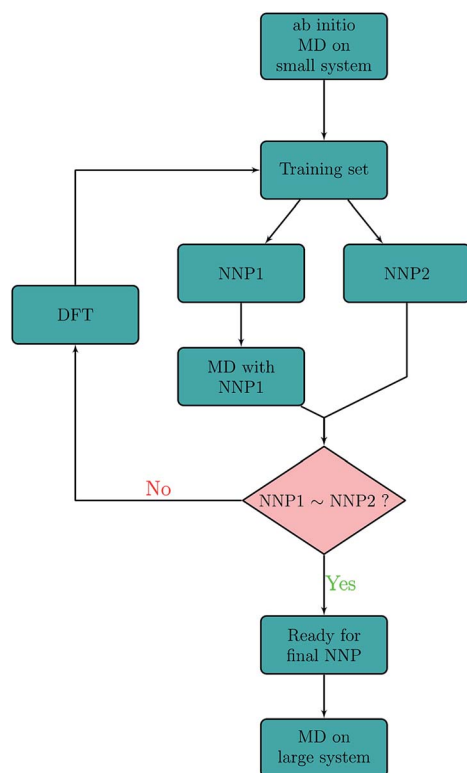 ab initio
MD on
small system
Training set
NNP1
NNP2
DFT
MD with
NNP1
No
NNP1 ∼ NNP2 ?
Yes
Ready for
final NNP
MD on
large system